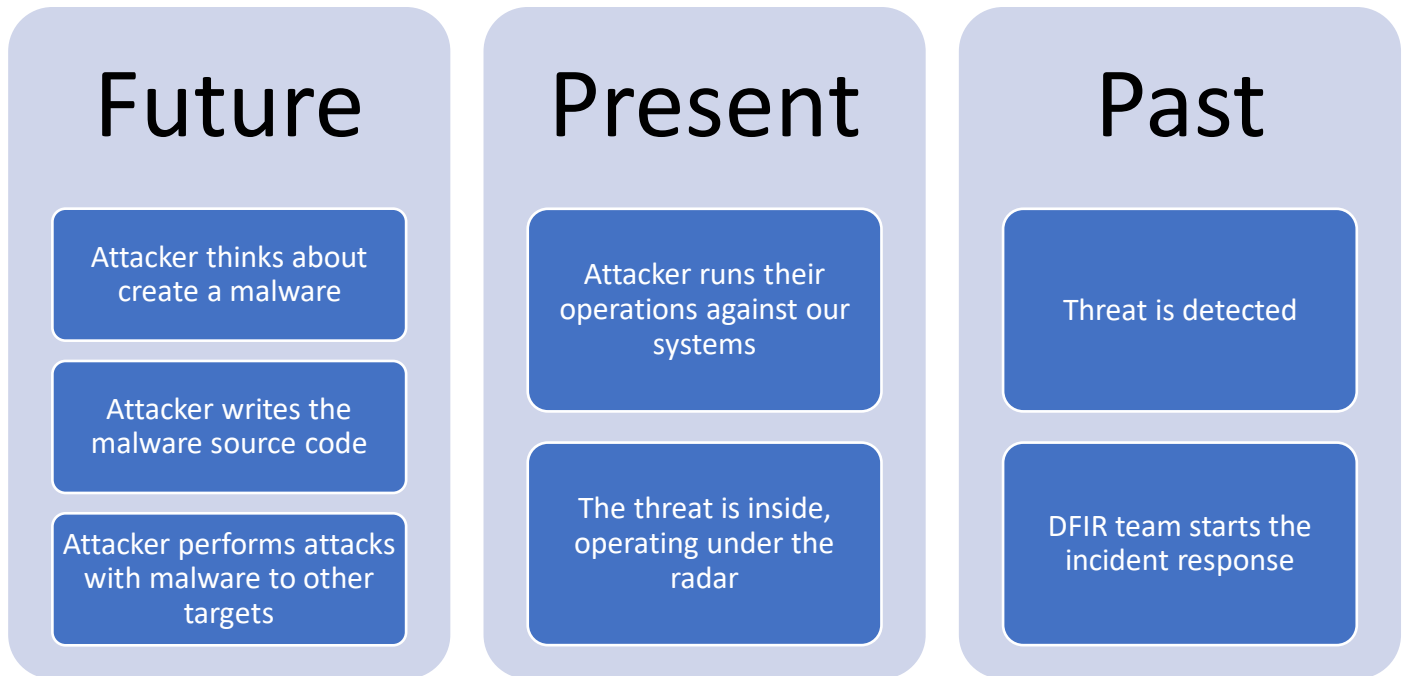 Future
Attacker thinks about
create a malware
Attacker writes the
malware source code
Attacker performs attacks
with malware to other
targets
Present
Attacker runs their
operations against our
systems
The threat is inside,
operating under the
radar
Past
Threat is detected
DFIR team starts the
incident response